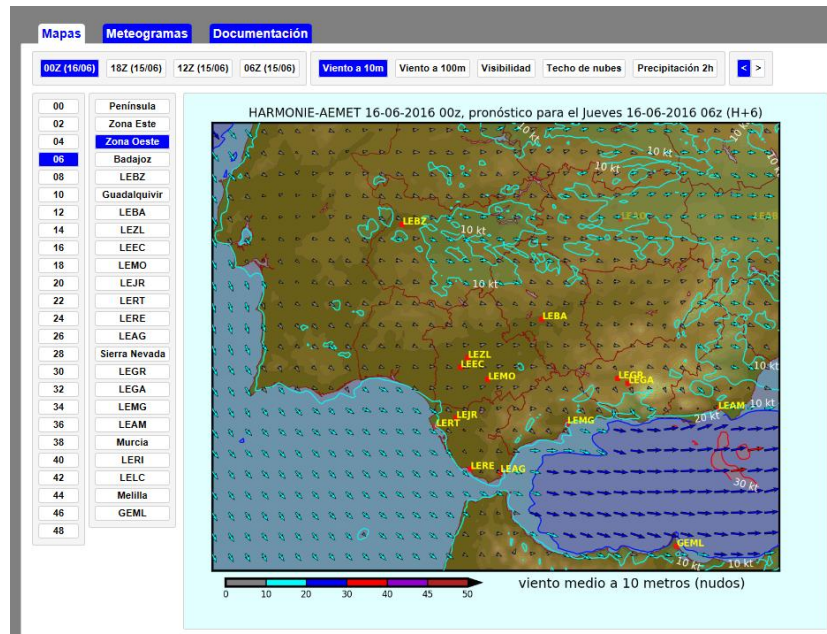 Mapas Meteogramas Documentación
00Z (16/06) 18Z (15/06) 12Z (15/06) 06Z (15/06) Viento a 10m Viento a 100m Visibilidad Techo de nubes Precipitación 2h < >
00 Península
02 Zona Este
04 Zona Oeste
06 Badajoz
08 LEBZ
10 Guadalquivir
12 LEBA
14 LEZL
16 LEEC
18 LEMO
20 LEJR
22 LERT
24 LERE
26 LEAG
28 Sierra Nevada
30 LEGR
32 LEGA
34 LEMG
36 LEAM
38 Murcia
40 LERI
42 LELC
44 Melilla
46 GEML
48
HARMONIE-AEMET 16-06-2016 00z, pronóstico para el Jueves 16-06-2016 06z (H+6)
10 kt
10 kt
10 kt
10 kt
10 kt
LEBZ
10 kt
10 kt
LEBA
LEZL
LEEC
LEMO
LEGR
LEGA
10 kt
LEAM
10 kt
20 kt
LEJR
LERT
LEMG
LERE
LEAG
30 kt
GEML
10 kt
10 kt
0 10 20 30 40 45 50
viento medio a 10 metros (nudos)